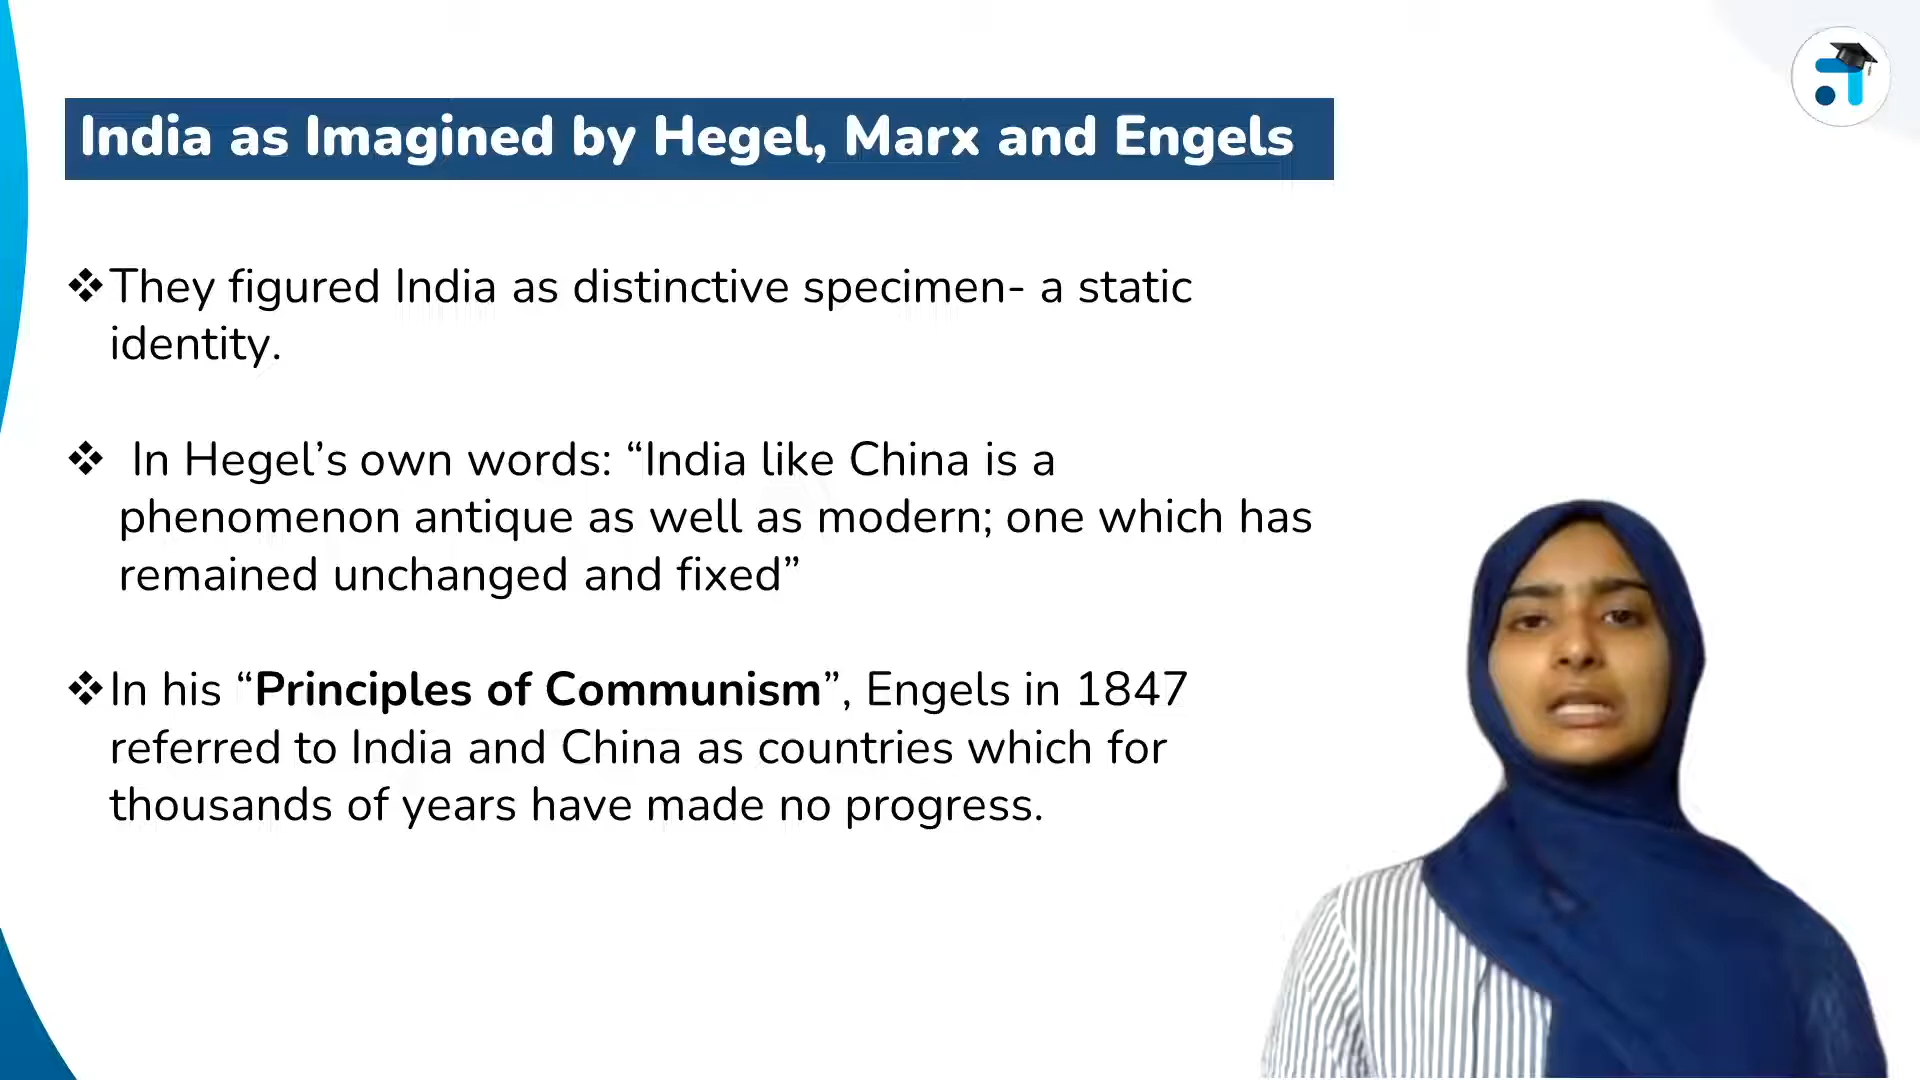 India as Imagined by Hegel, Marx and Engels
❖They figured India as distinctive specimen- a static
identity.
❖ In Hegel’s own words: “India like China is a
phenomenon antique as well as modern; one which has
remained unchanged and fixed”
❖In his “Principles of Communism”, Engels in 1847
referred to India and China as countries which for
thousands of years have made no progress.